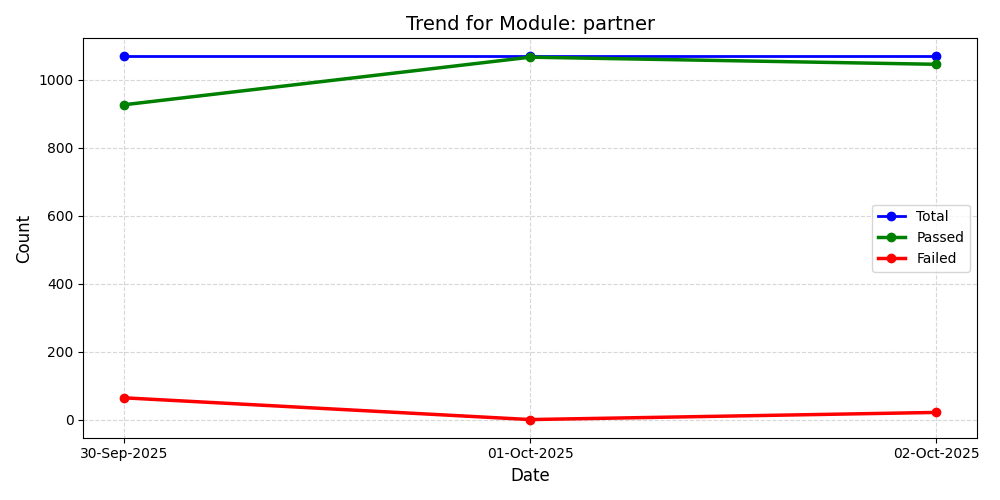 Trend for Module: partner
Count
1000
800
600
400
200
0
Total
Passed
Failed
30-Sep-2025
01-Oct-2025
02-Oct-2025
Date